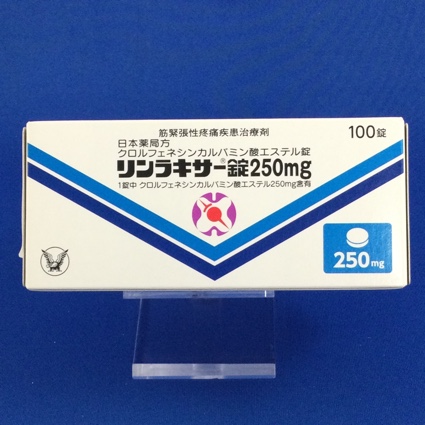 筋緊張性疼痛疾患治療剤
100錠
日本薬局方
クロルフェネシンカルバミン酸エステル錠
リンラキサー®錠250mg
1錠中 クロルフェネシンカルバミン酸エステル250mg含有
250mg